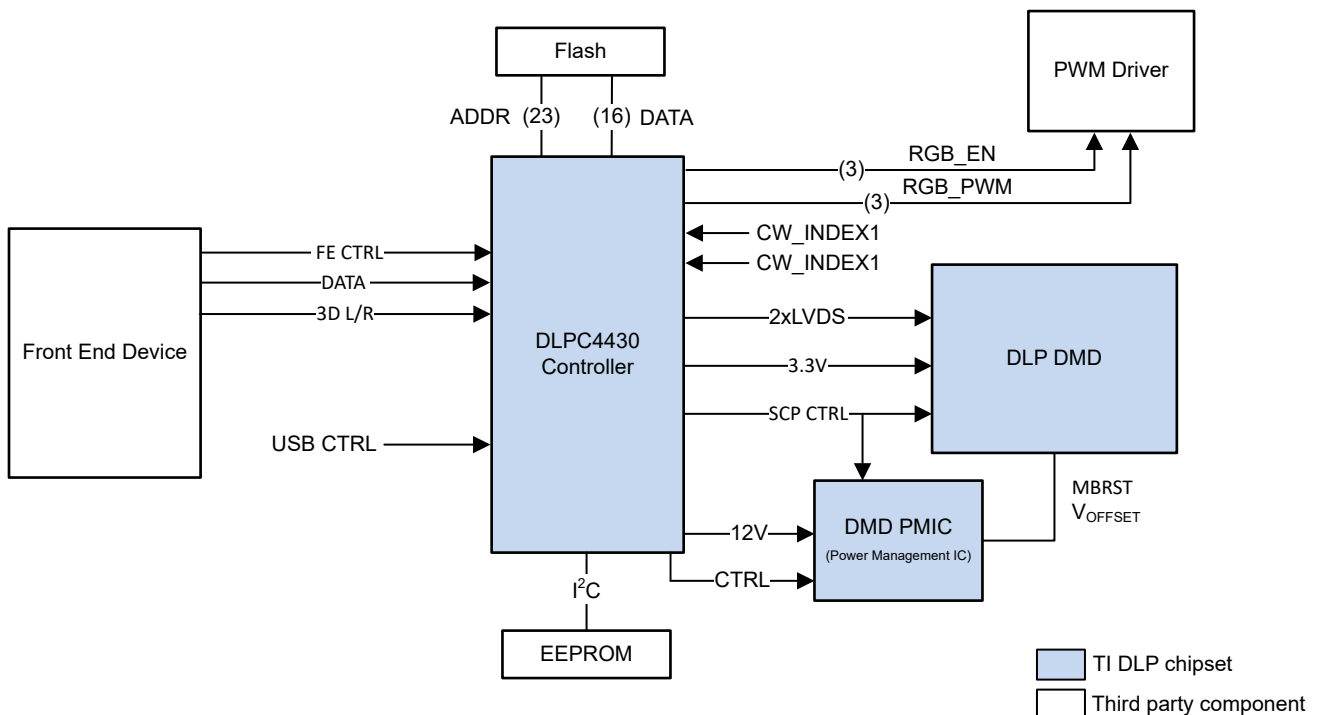 Flash
PWM Driver
ADDR (23) (16) DATA
RGB_EN
(3)
RGB_PWM
(3)
CW_INDEX1
CW_INDEX1
FE CTRL
DATA
3D L/R
Front End Device
USB CTRL
DLPC4430
Controller
2xLVDS
3.3V
SCP CTRL
DLP DMD
MBRST
VOFFSET
12V
CTRL
DMD PMIC
(Power Management IC)
I²C
EEPROM
TI DLP chipset
Third party component